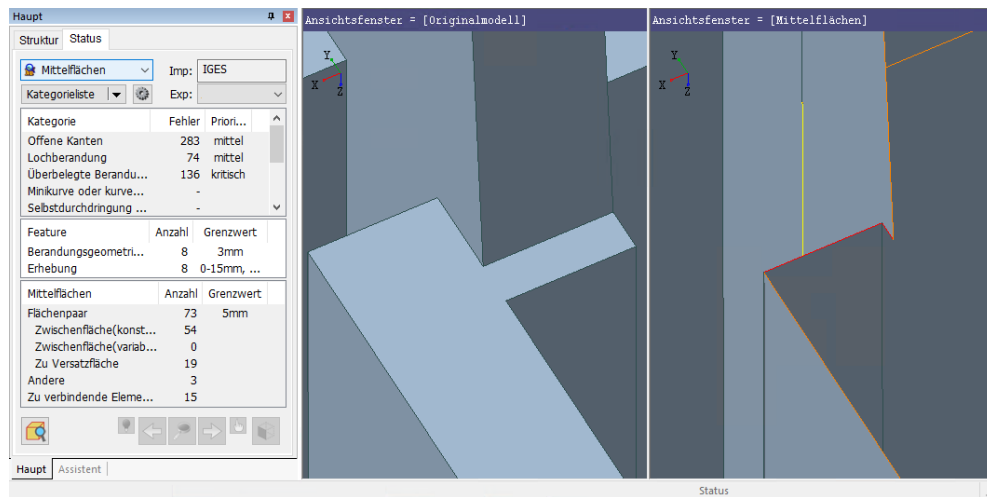 Haupt
Struktur Status
Mittelflächen Imp: IGES
Kategorieliste Exp:
Kategorie Fehler Priori...
Offene Kanten 283 mittel
Lochberandung 74 mittel
Überbelegte Berandu... 136 kritisch
Minikurve oder kurve... -
Selbstdurchdringung ... -
Feature Anzahl Grenzwert
Berandungsgeometri... 8 3mm
Erhebung 8 0-15mm, ...
Mittelflächen Anzahl Grenzwert
Flächenpaar 73 5mm
Zwischenfläche(konst... 54
Zwischenfläche(variab... 0
Zu Versatzfläche 19
Andere 3
Zu verbindende Eleme... 15
Haupt Assistent
Ansichtsfenster = [Originalmodell]
Y
X
Z
Ansichtsfenster = [Mittelflächen]
Y
X
Z
Status